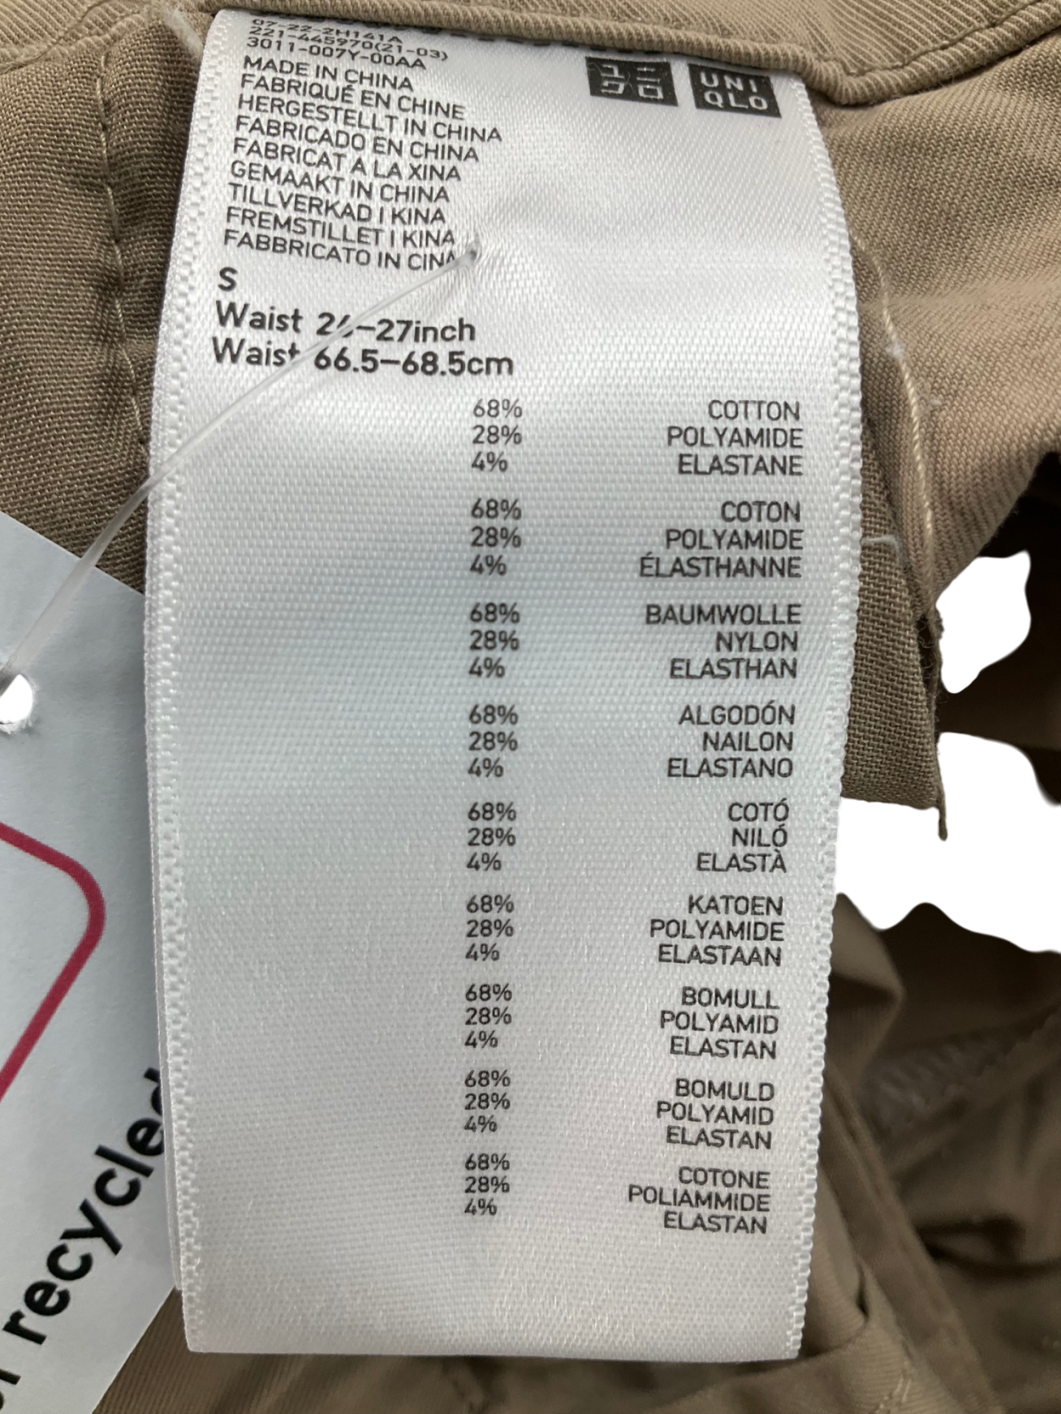 07-22-2H141A
221-445970(21-03)
3011-007Y-00AA
ユニ
クロ
UNI
QLO
MADE IN CHINA
FABRIQUÉ EN CHINE
HERGESTELLT IN CHINA
FABRICADO EN CHINA
FABRICAT A LA XINA
GEMAAKT IN CHINA
TILLVERKAD I KINA
FREMSTILLET I KINA
FABBRICATO IN CINA
S
Waist 26–27inch
Waist 66.5–68.5cm
68% COTTON
28% POLYAMIDE
4% ELASTANE
68% COTON
28% POLYAMIDE
4% ÉLASTHANNE
68% BAUMWOLLE
28% NYLON
4% ELASTHAN
68% ALGODÓN
28% NAILON
4% ELASTANO
68% COTÓ
28% NILÓ
4% ELASTÀ
68% KATOEN
28% POLYAMIDE
4% ELASTAAN
68% BOMULL
28% POLYAMID
4% ELASTAN
68% BOMULD
28% POLYAMID
4% ELASTAN
68% COTONE
28% POLIAMMIDE
4% ELASTAN
recycled